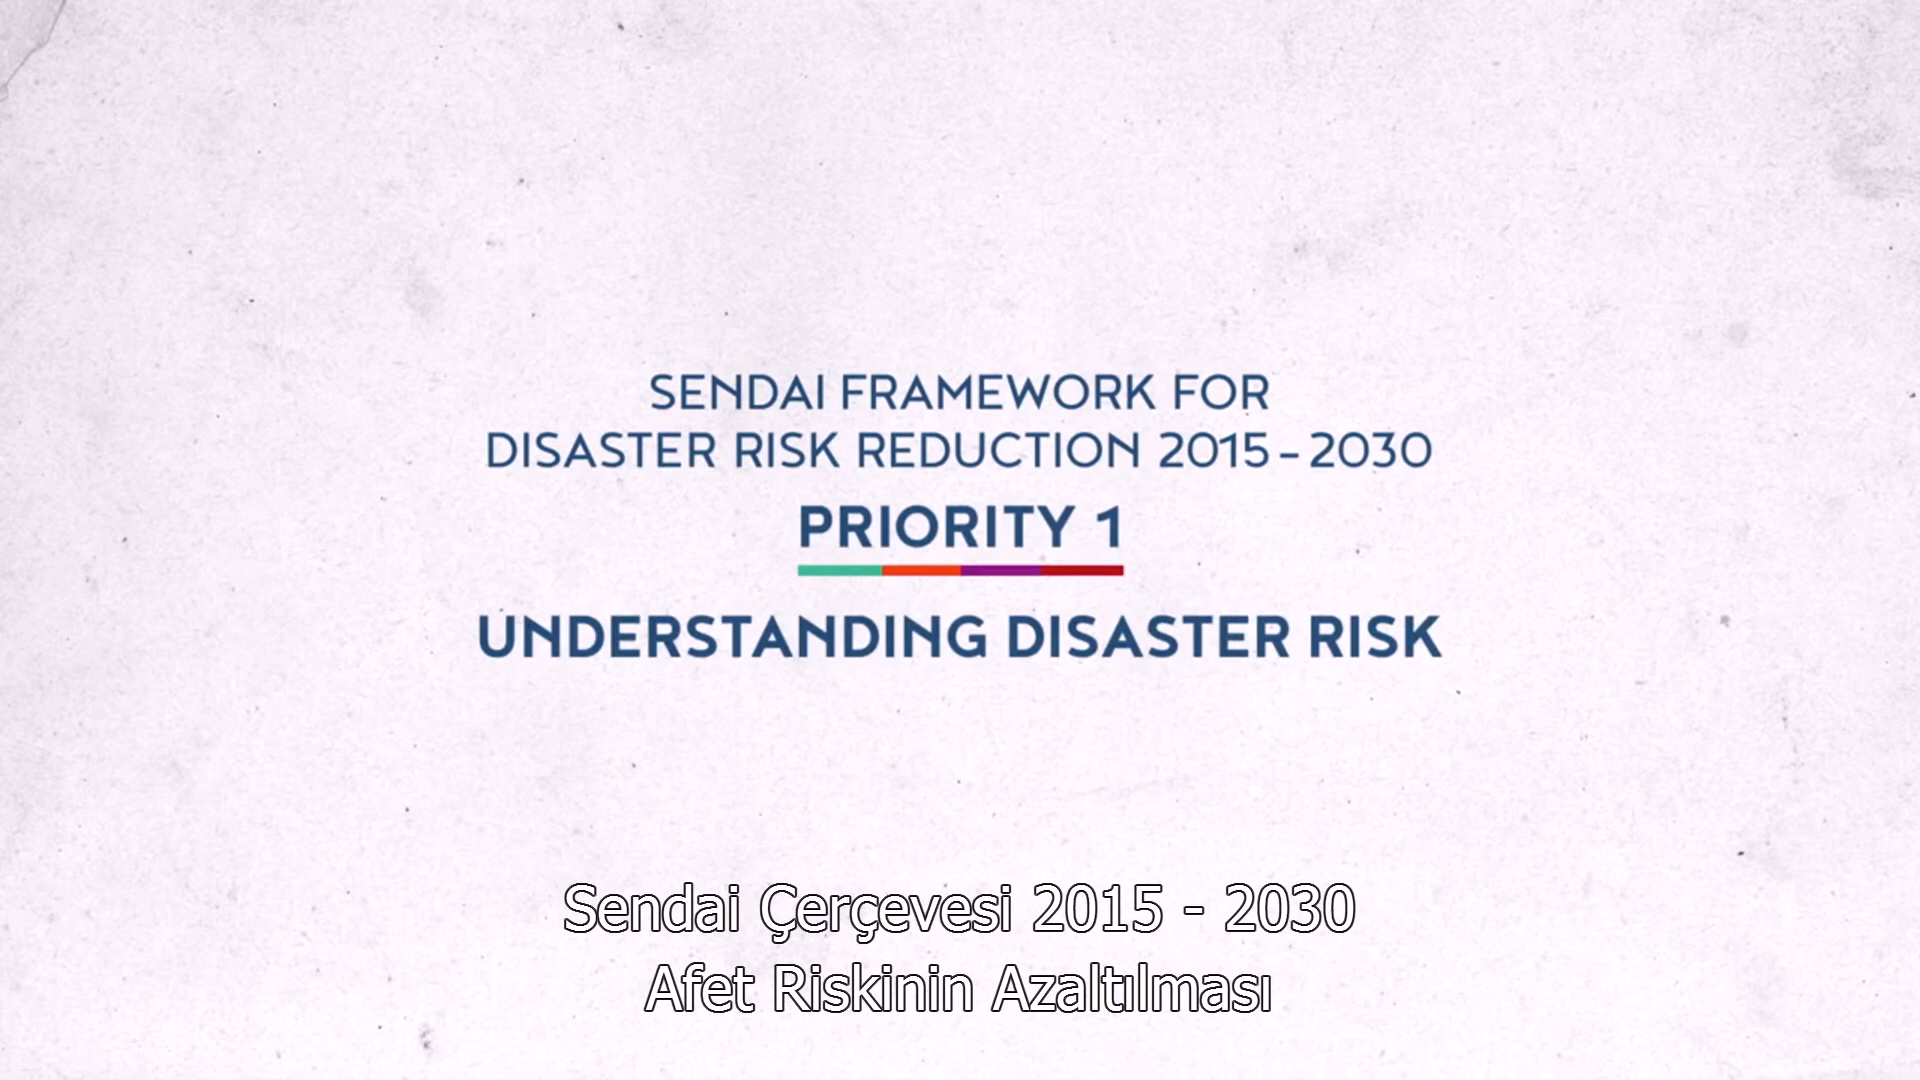 SENDAI FRAMEWORK FOR
DISASTER RISK REDUCTION 2015-2030
PRIORITY 1
UNDERSTANDING DISASTER RISK
Sendai Çerçevesi 2015 - 2030
Afet Riskinin Azaltılması